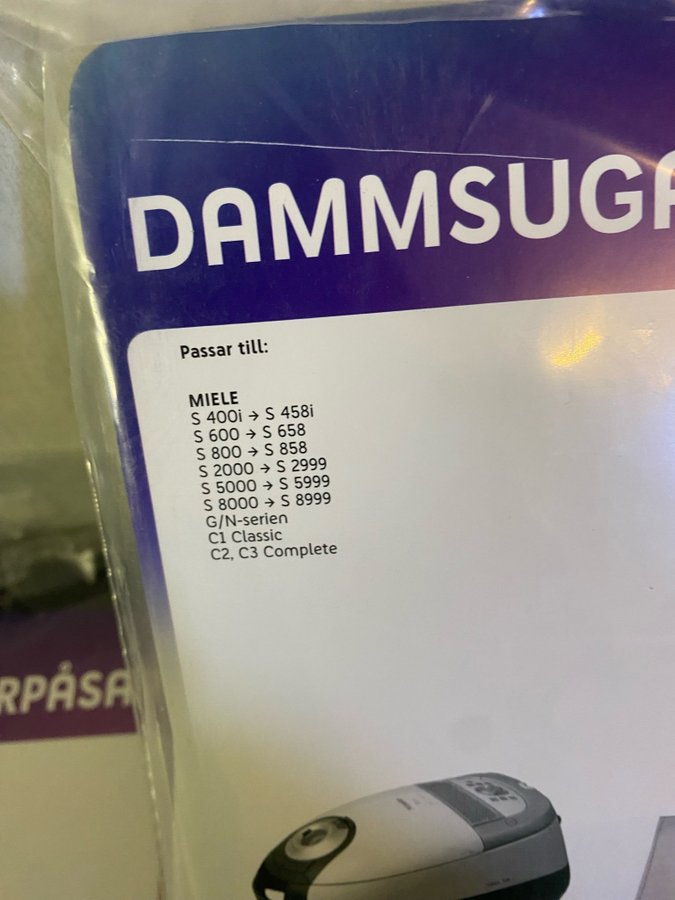 DAMMSUGA
Passar till:
MIELE
S 400i → S 458i
S 600 → S 658
S 800 → S 858
S 2000 → S 2999
S 5000 → S 5999
S 8000 → S 8999
G/N-serien
C1 Classic
C2, C3 Complete
RPÅSA